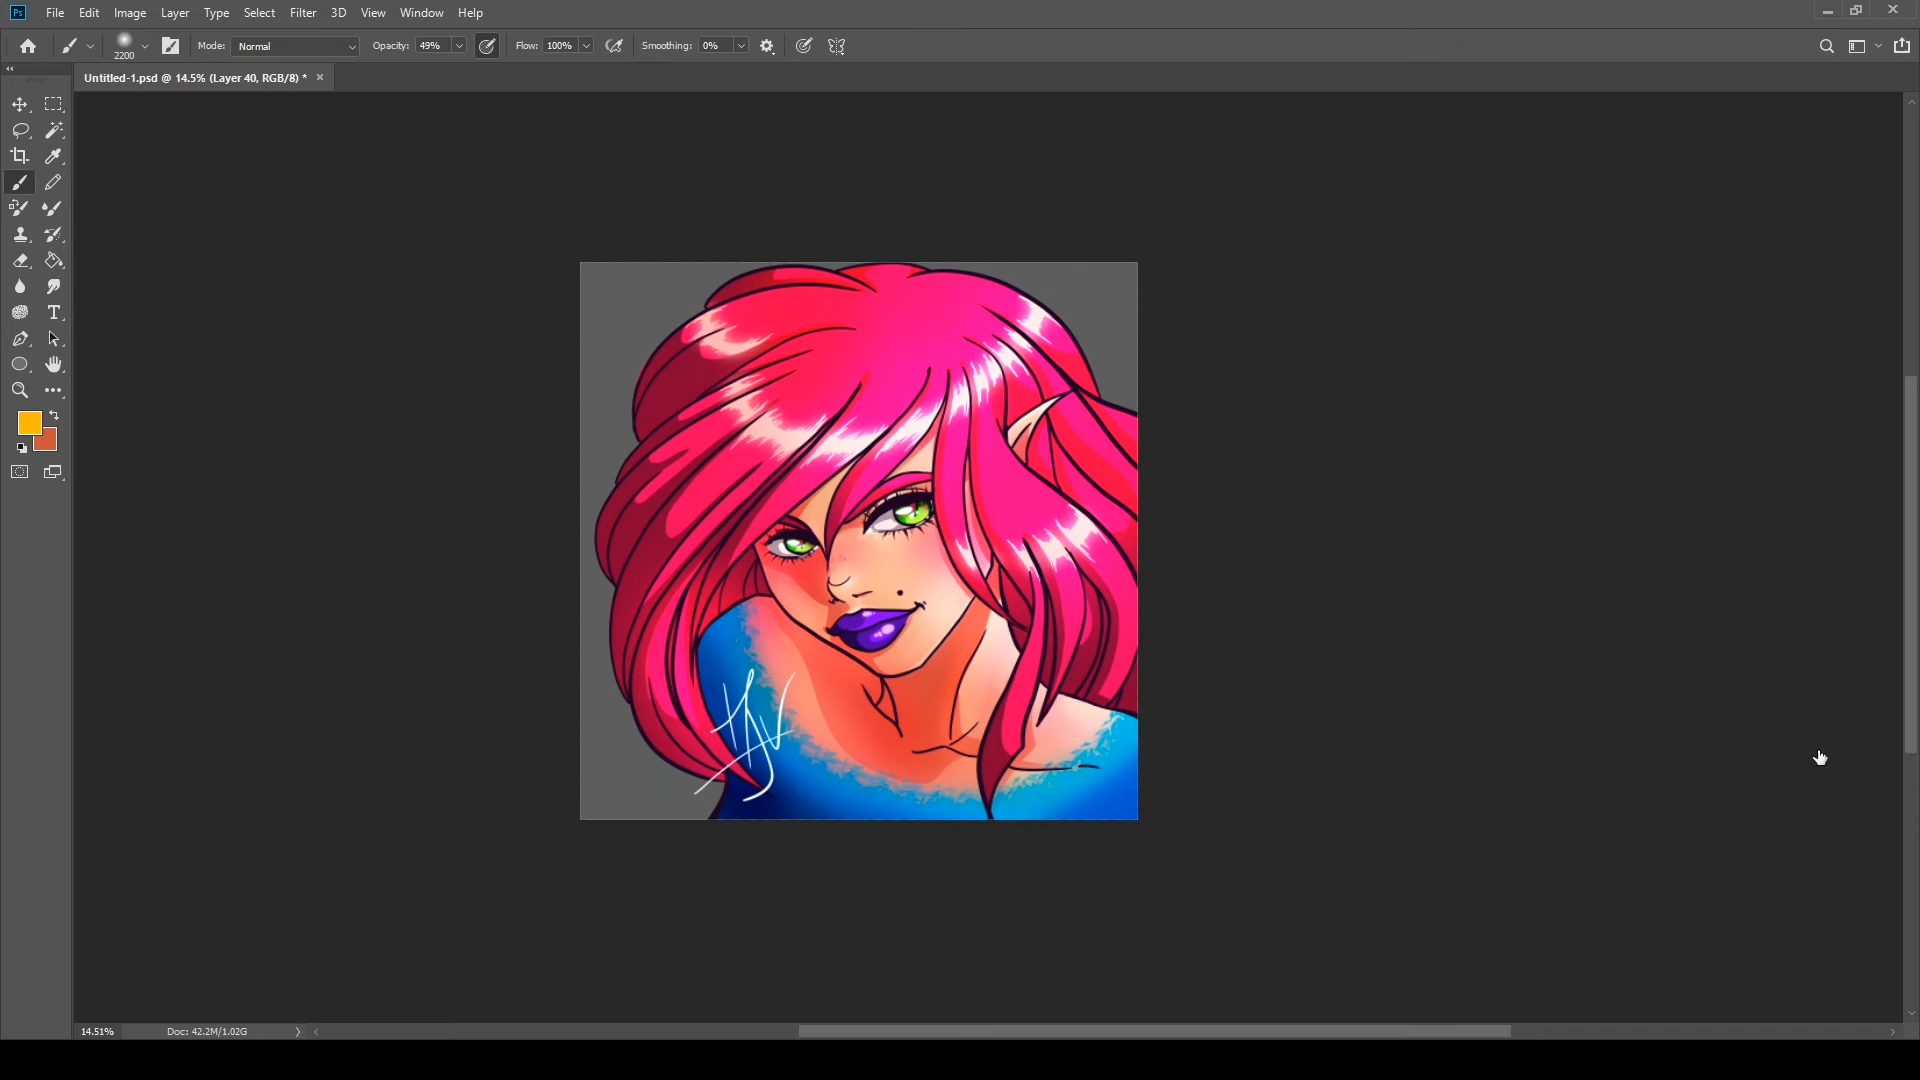 Ps File Edit Image Layer Type Select Filter 3D View Window Help
2200 Mode: Normal Opacity: 49% Flow: 100% Smoothing: 0%
Untitled-1.psd @ 14.5% (Layer 40, RGB/8) * ×
T
14.51% Doc: 42.2M/1.02G